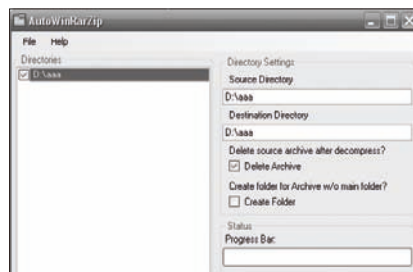 AutoWinRarZip
File Help
Directories
D:\aaa
Directory Settings
Source Directory
D:\aaa
Destination Directory
D:\aaa
Delete source archive after decompress?
Delete Archive
Create folder for Archive w/o main folder?
Create Folder
Status
Progress Bar: